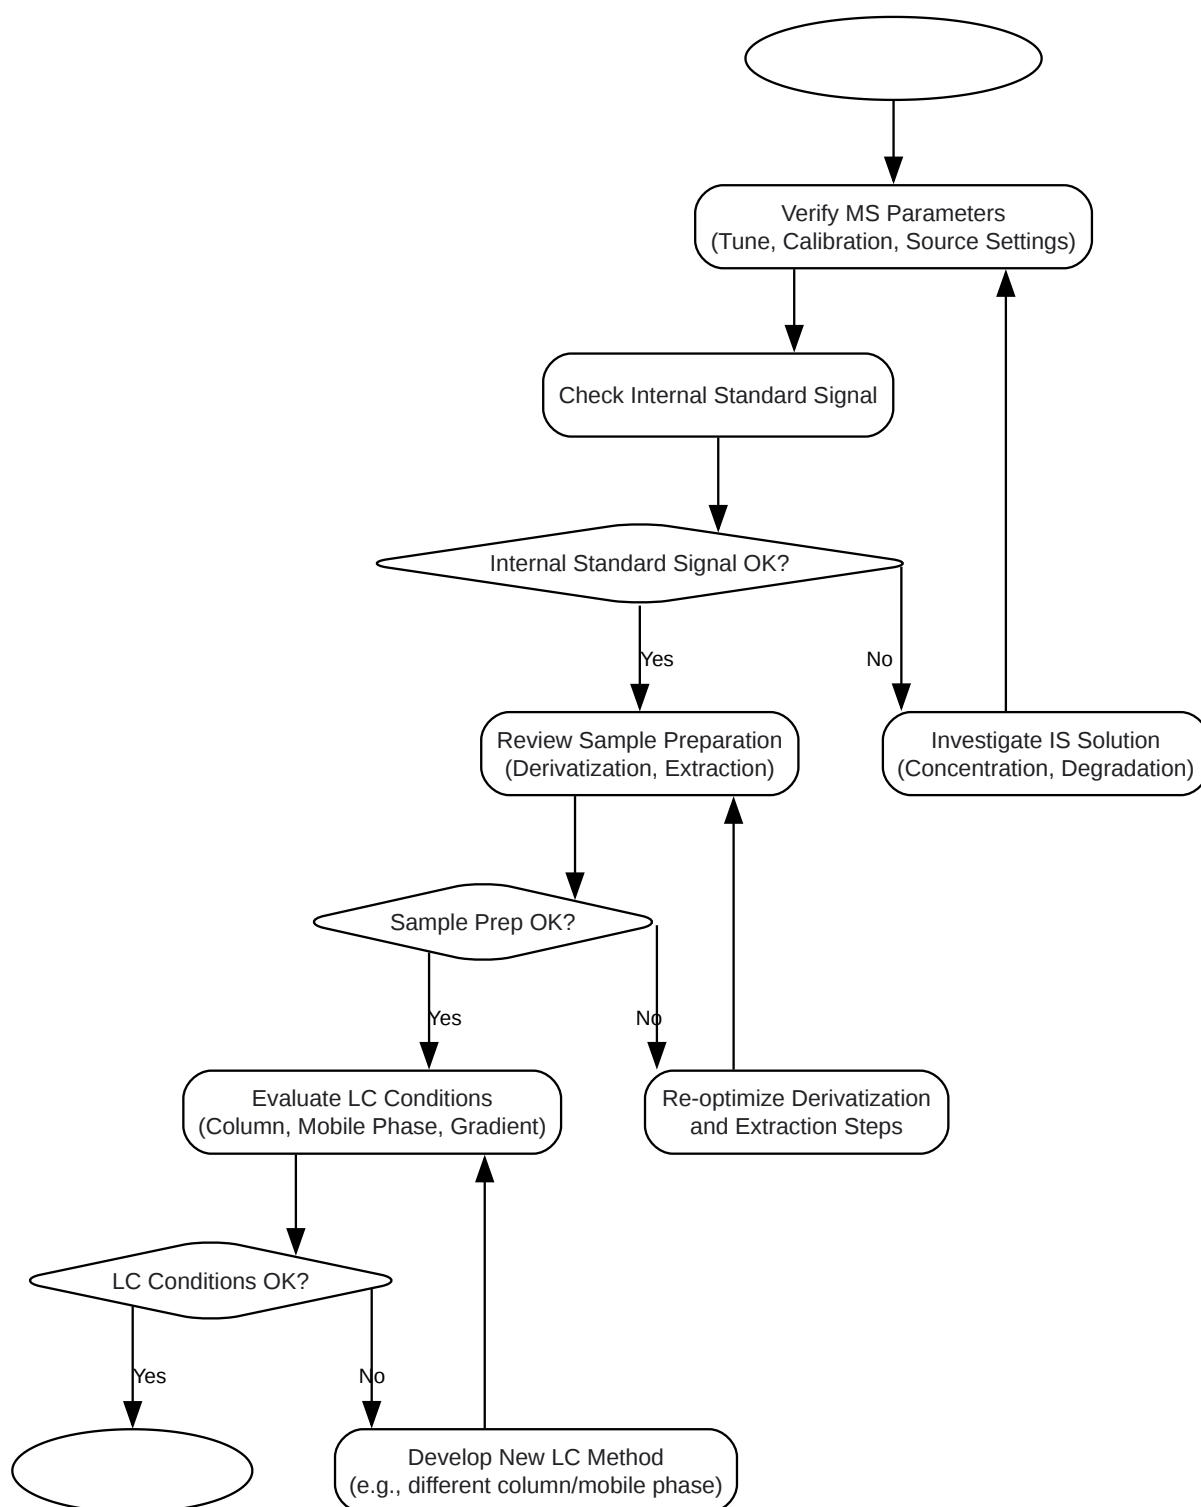 Verify MS Parameters
(Tune, Calibration, Source Settings)
Check Internal Standard Signal
Internal Standard Signal OK?
Yes
No
Review Sample Preparation
(Derivatization, Extraction)
Investigate IS Solution
(Concentration, Degradation)
Sample Prep OK?
Yes
No
Evaluate LC Conditions
(Column, Mobile Phase, Gradient)
Re-optimize Derivatization
and Extraction Steps
LC Conditions OK?
Yes
No
Develop New LC Method
(e.g., different column/mobile phase)